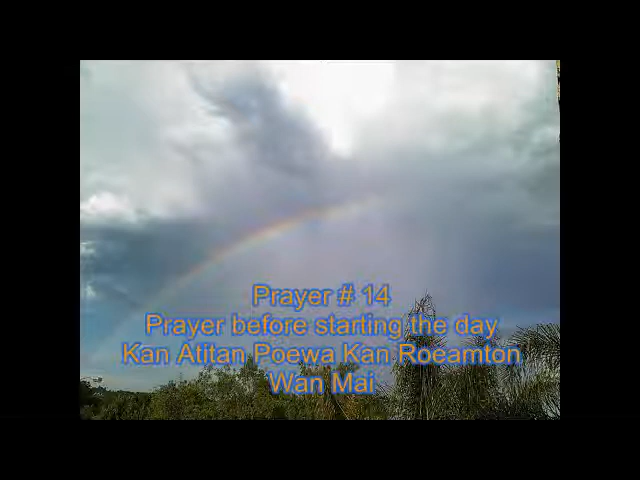 Prayer # 14
Prayer before starting the day
Kan Atitan Poewa Kan Roeamton
Wan Mai